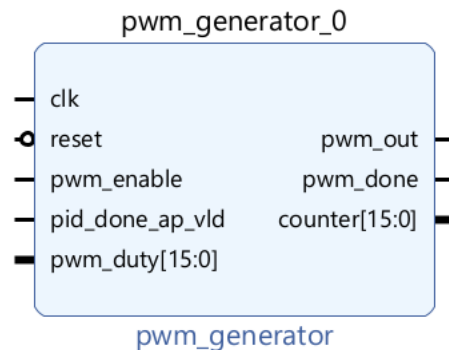 pwm_generator_0
clk
reset
pwm_out
pwm_enable
pwm_done
pid_done_ap_vld
counter[15:0]
pwm_duty[15:0]
pwm_generator